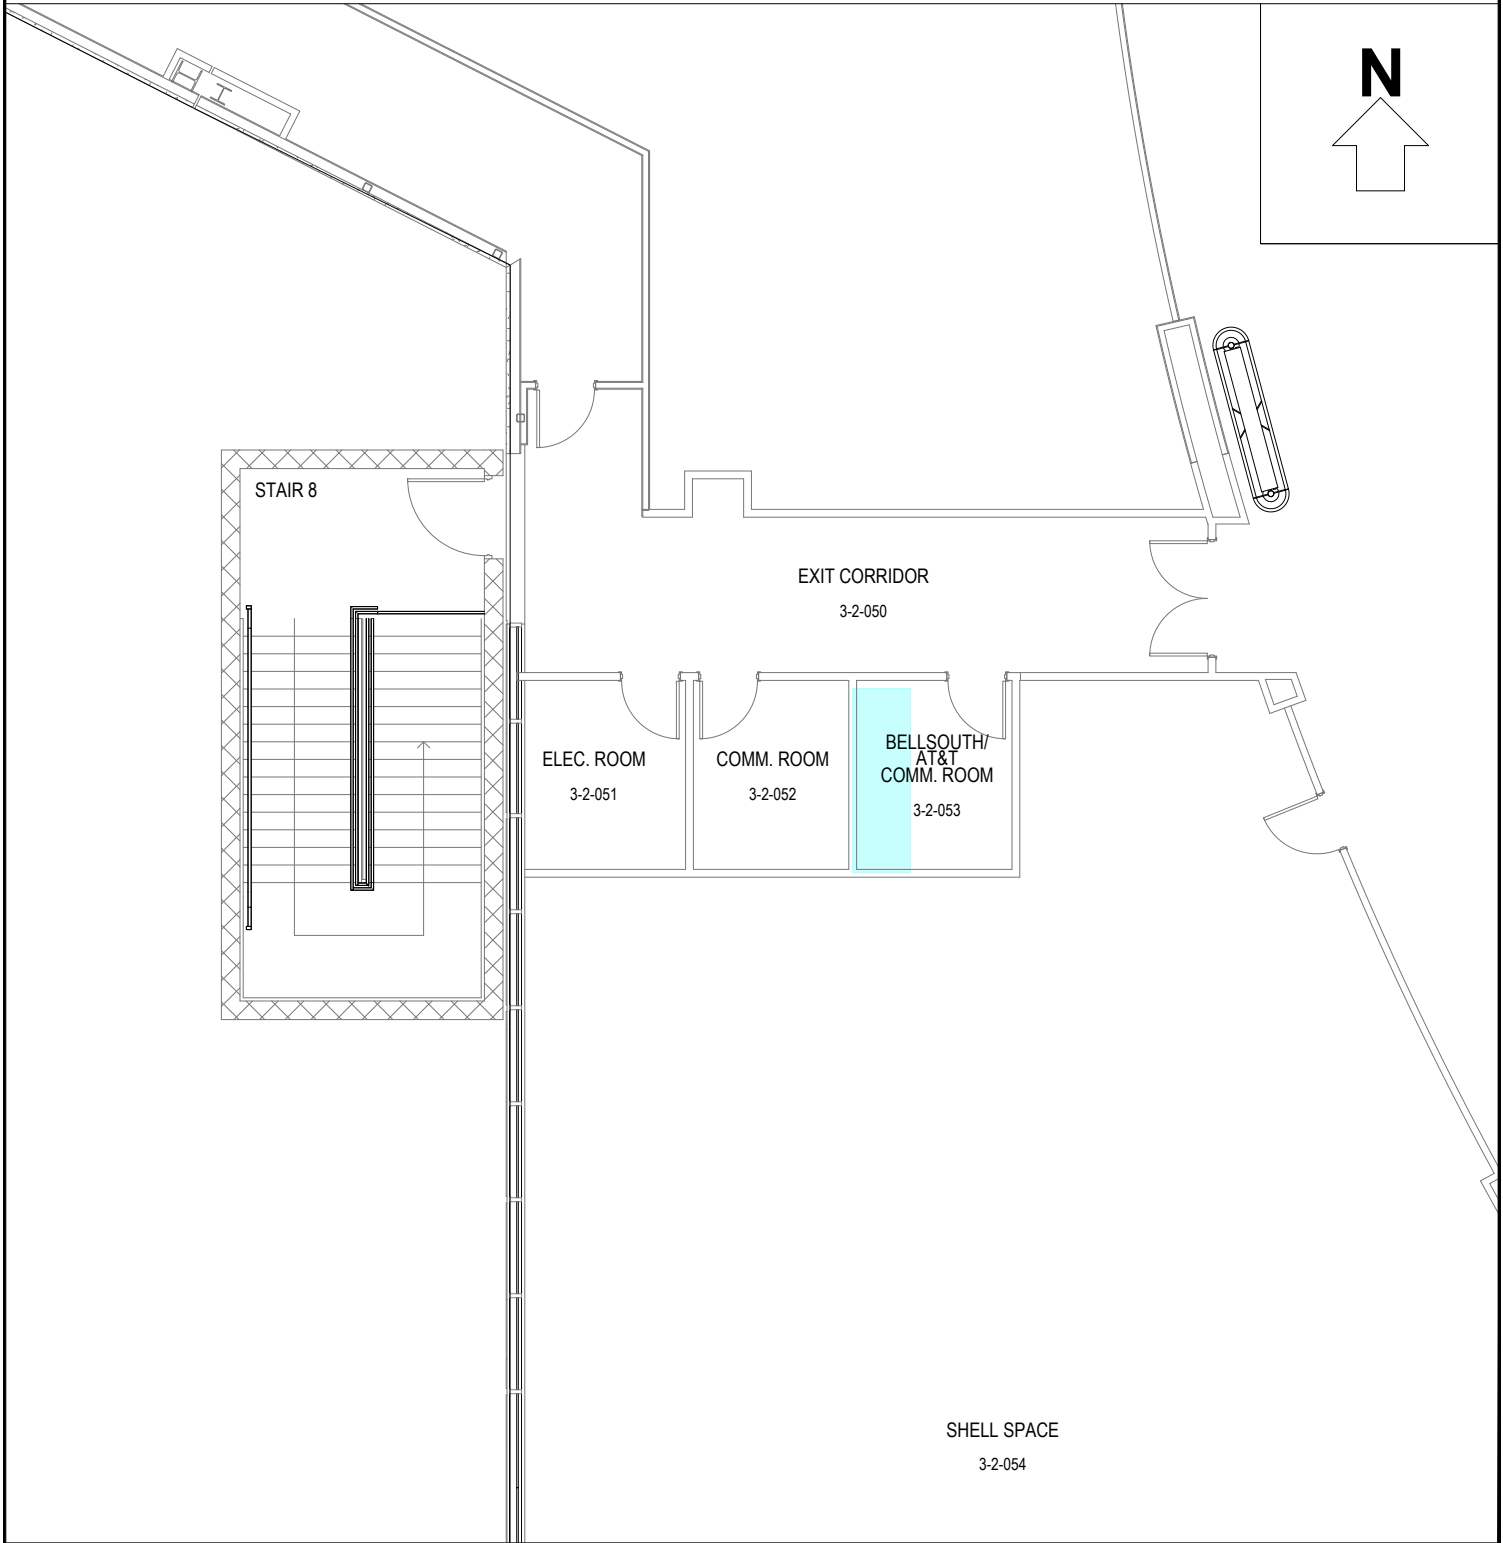 N
STAIR 8
EXIT CORRIDOR
3-2-050
ELEC. ROOM
3-2-051
COMM. ROOM
3-2-052
BELLSOUTH/
AT&T
COMM. ROOM
3-2-053
SHELL SPACE
3-2-054